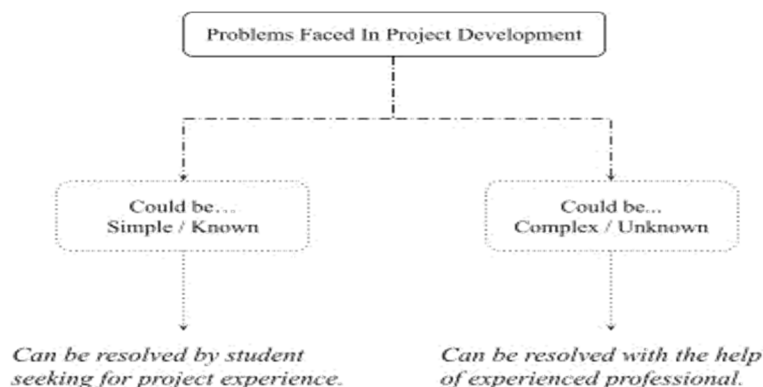 Problems Faced In Project Development
Could be...
Simple / Known
Could be...
Complex / Unknown
Can be resolved by student
seeking for project experience.
Can be resolved with the help
of experienced professional.